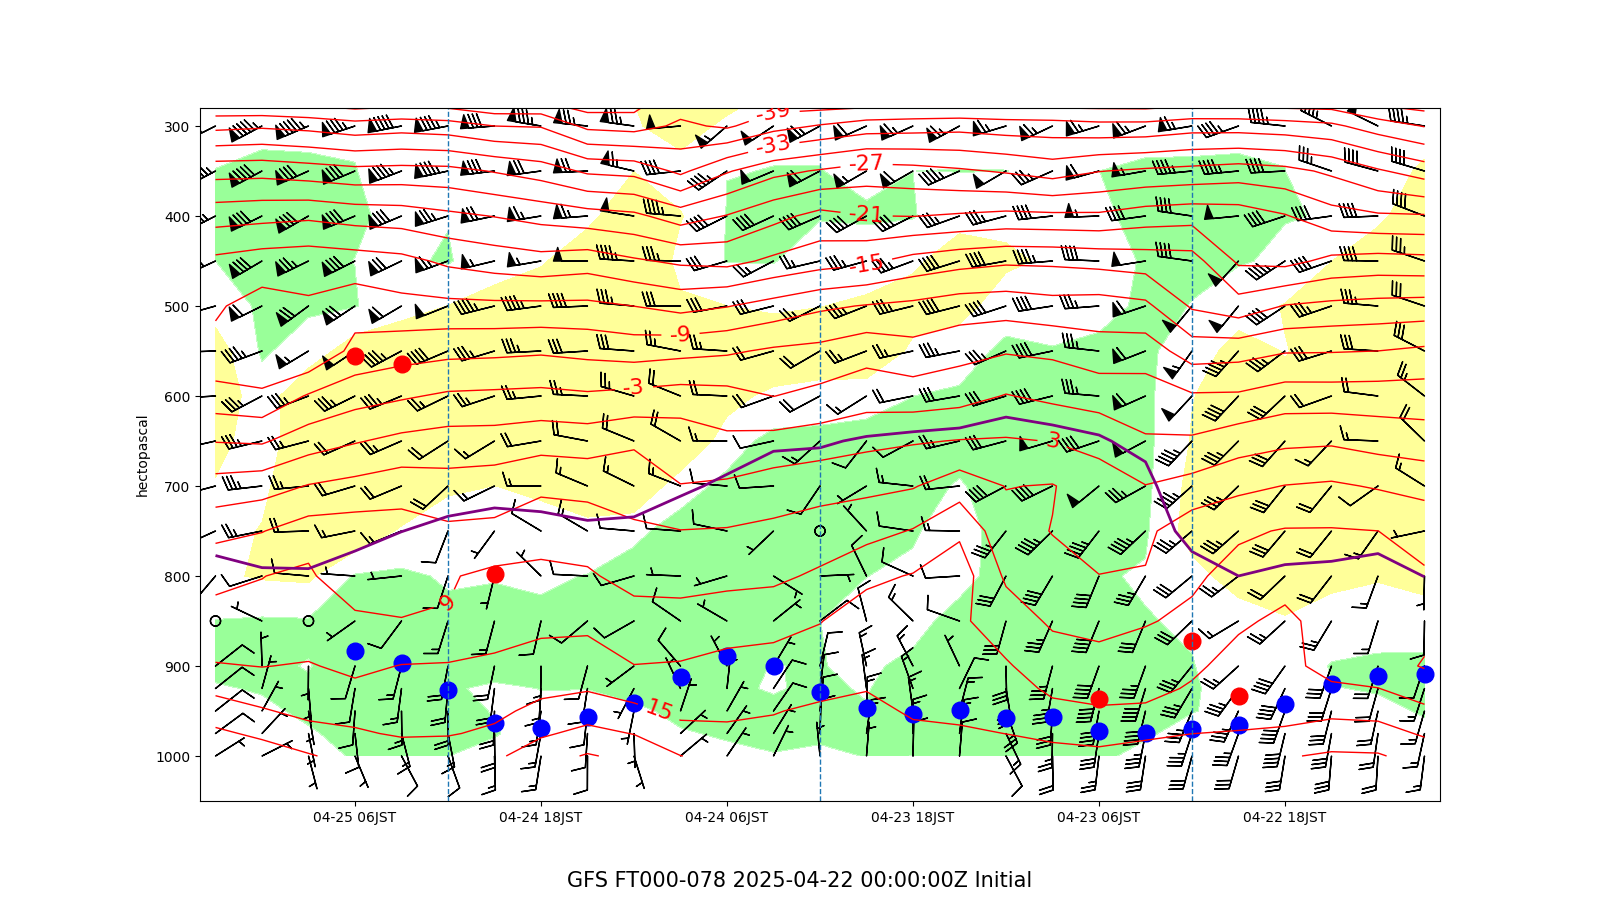 -39
-33
-27
-21
-15
-9
-3
3
9
15
300
400
500
600
700
800
900
1000
hectopascal
04-25 06JST
04-24 18JST
04-24 06JST
04-23 18JST
04-23 06JST
04-22 18JST
GFS FT000-078 2025-04-22 00:00:00Z Initial